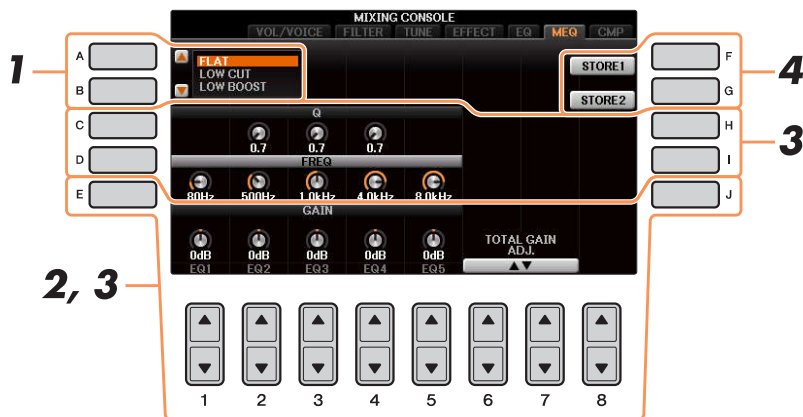 MIXING CONSOLE
VOL/VOICE FILTER TUNE EFFECT EQ MEQ CMP
1
A
B
C
D
E
FLAT
LOW CUT
LOW BOOST
STORE1
STORE2
F
G
H
I
J
4
3
Q
0.7 0.7 0.7
FREQ
80Hz 500Hz 1.0kHz 4.0kHz 8.0kHz
GAIN
0dB 0dB 0dB 0dB 0dB
EQ1 EQ2 EQ3 EQ4 EQ5
TOTAL GAIN
ADJ.
▲▼
2, 3
1 2 3 4 5 6 7 8